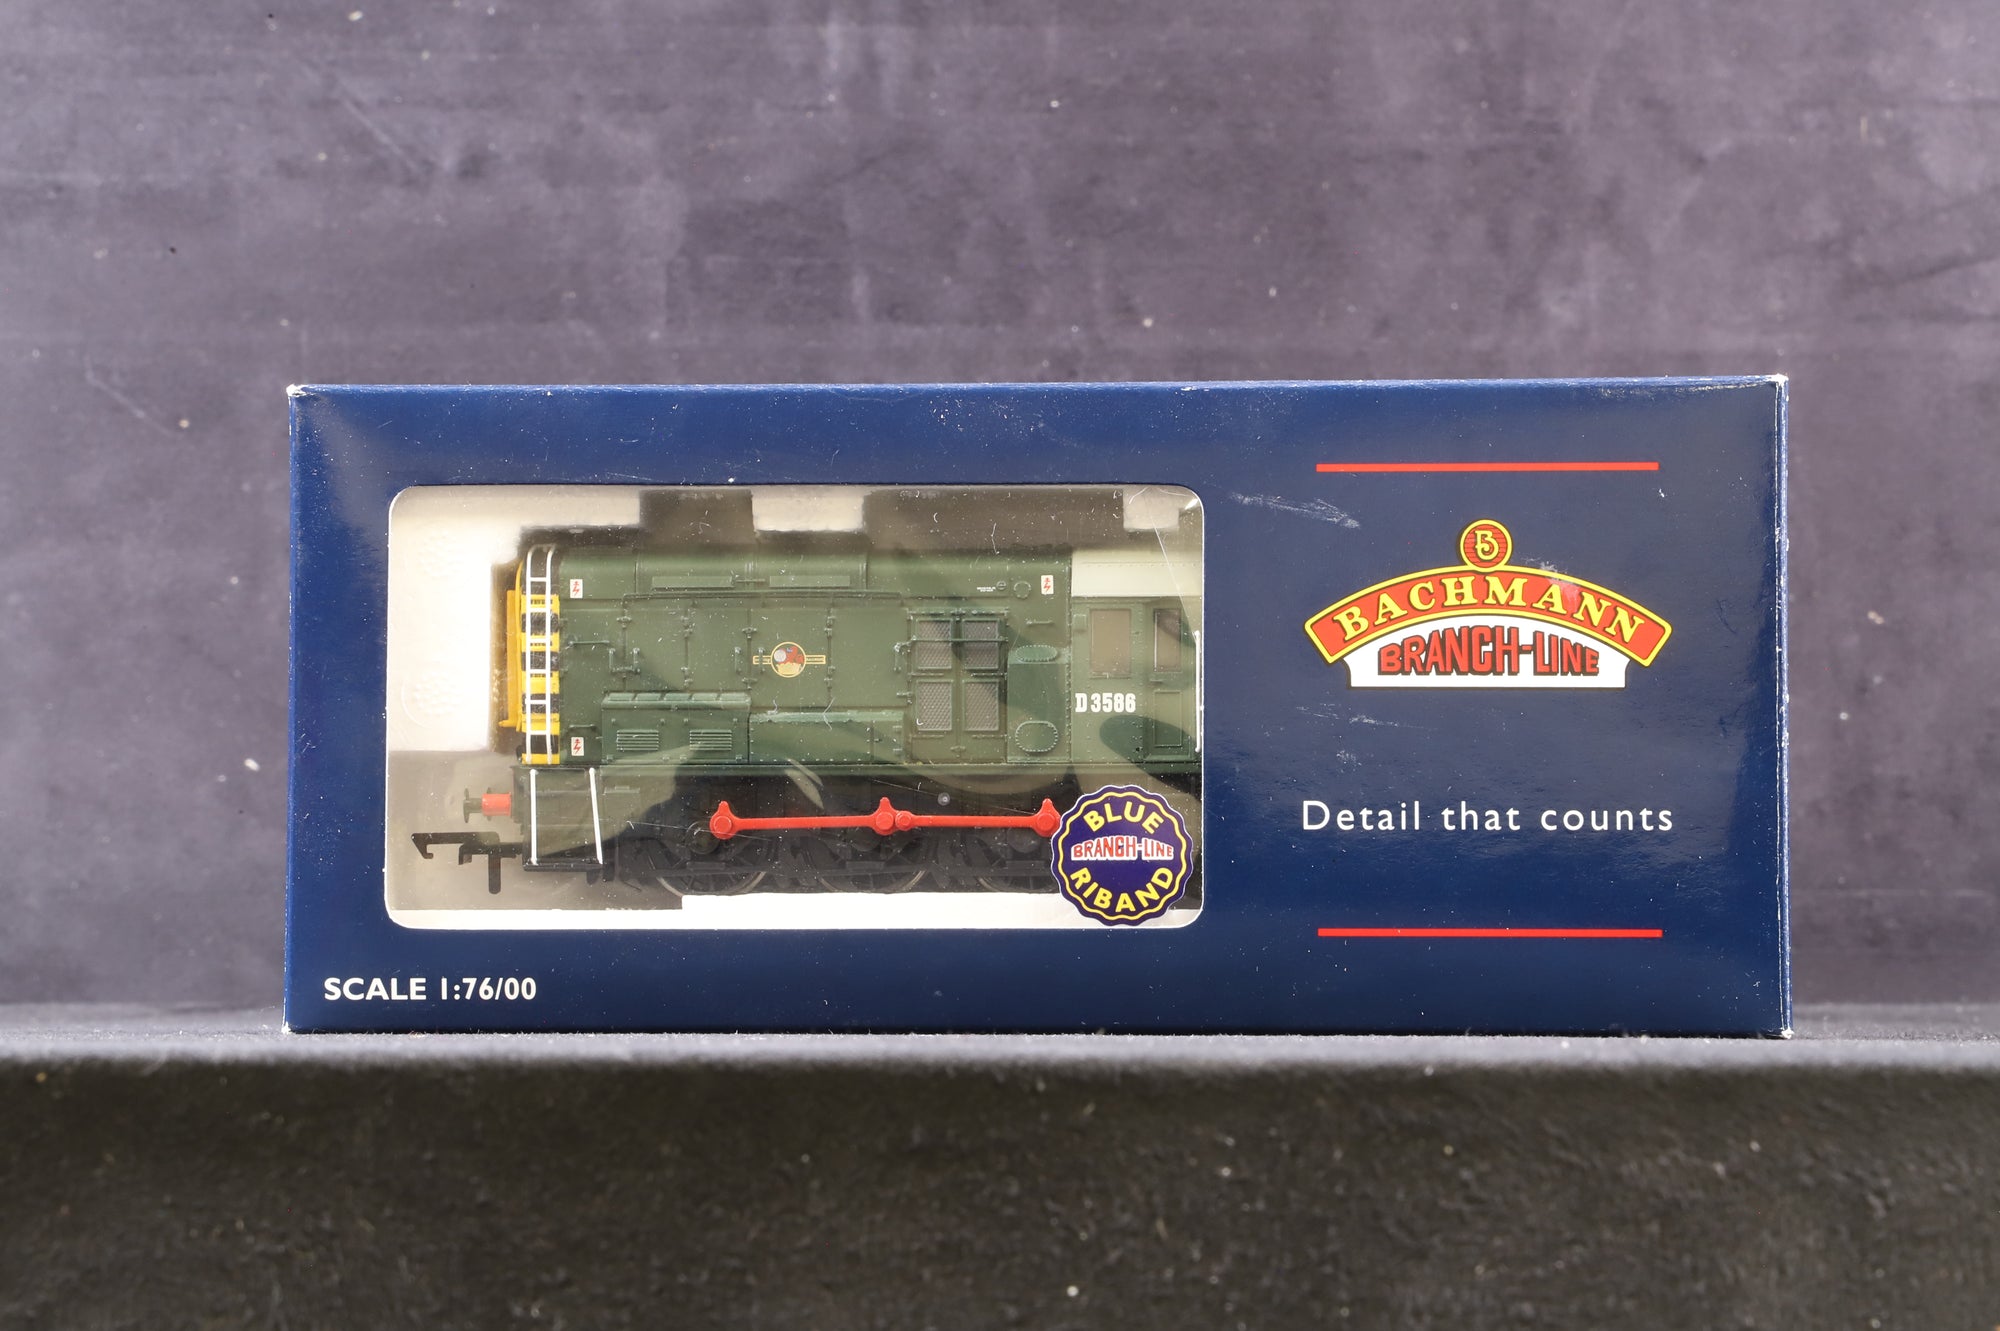 B
BACHMANN
BRANCH-LINE
D3586
BLUE
BRANCH-LINE
RIBAND
Detail that counts
SCALE 1:76/00